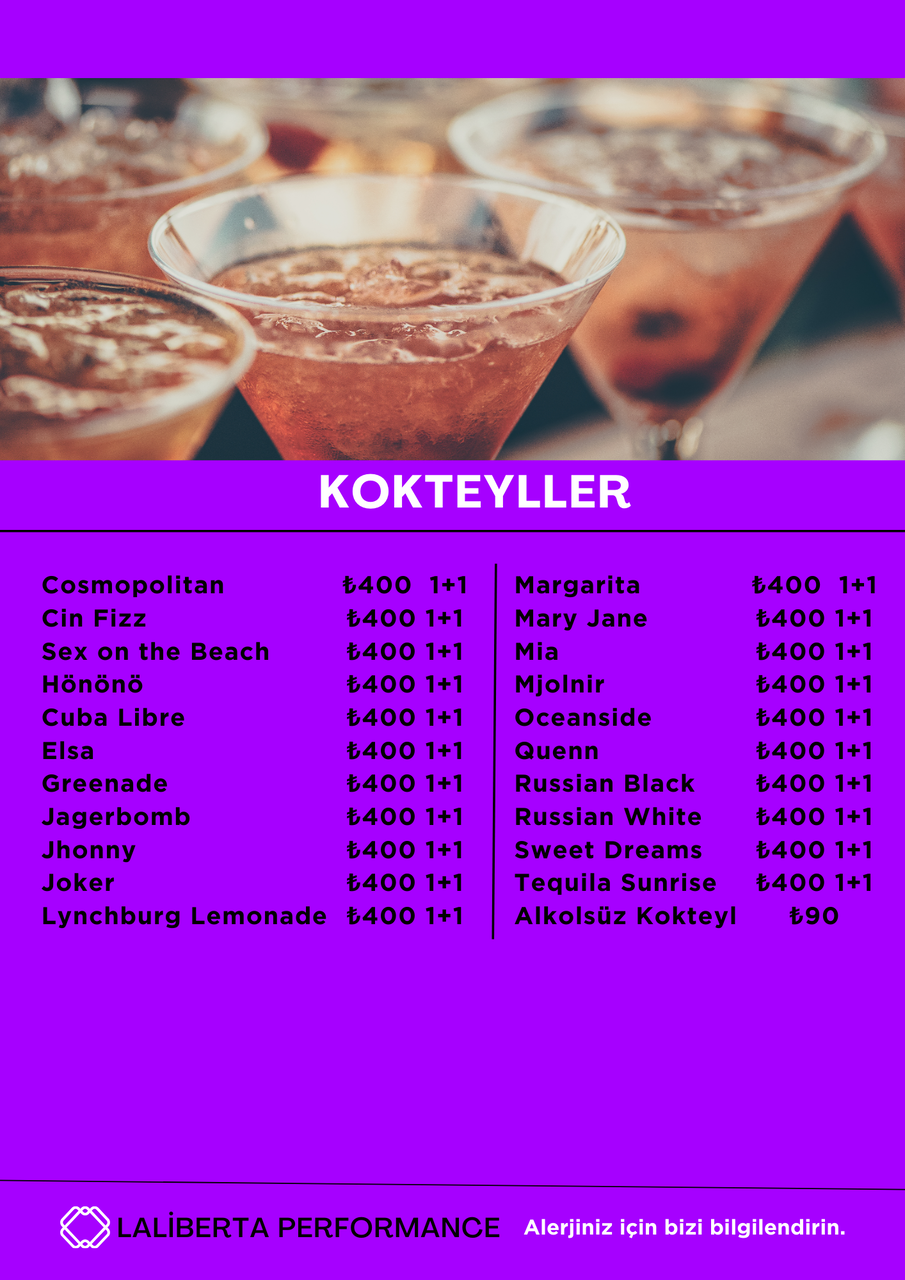 KOKTEYLLER
Cosmopolitan ₺400 1+1
Cin Fizz ₺400 1+1
Sex on the Beach ₺400 1+1
Hönönö ₺400 1+1
Cuba Libre ₺400 1+1
Elsa ₺400 1+1
Greenade ₺400 1+1
Jagerbomb ₺400 1+1
Jhonny ₺400 1+1
Joker ₺400 1+1
Lynchburg Lemonade ₺400 1+1
Margarita ₺400 1+1
Mary Jane ₺400 1+1
Mia ₺400 1+1
Mjolnir ₺400 1+1
Oceanside ₺400 1+1
Quenn ₺400 1+1
Russian Black ₺400 1+1
Russian White ₺400 1+1
Sweet Dreams ₺400 1+1
Tequila Sunrise ₺400 1+1
Alkolsüz Kokteyl ₺90
LALİBERTA PERFORMANCE
Alerjiniz için bizi bilgilendirin.